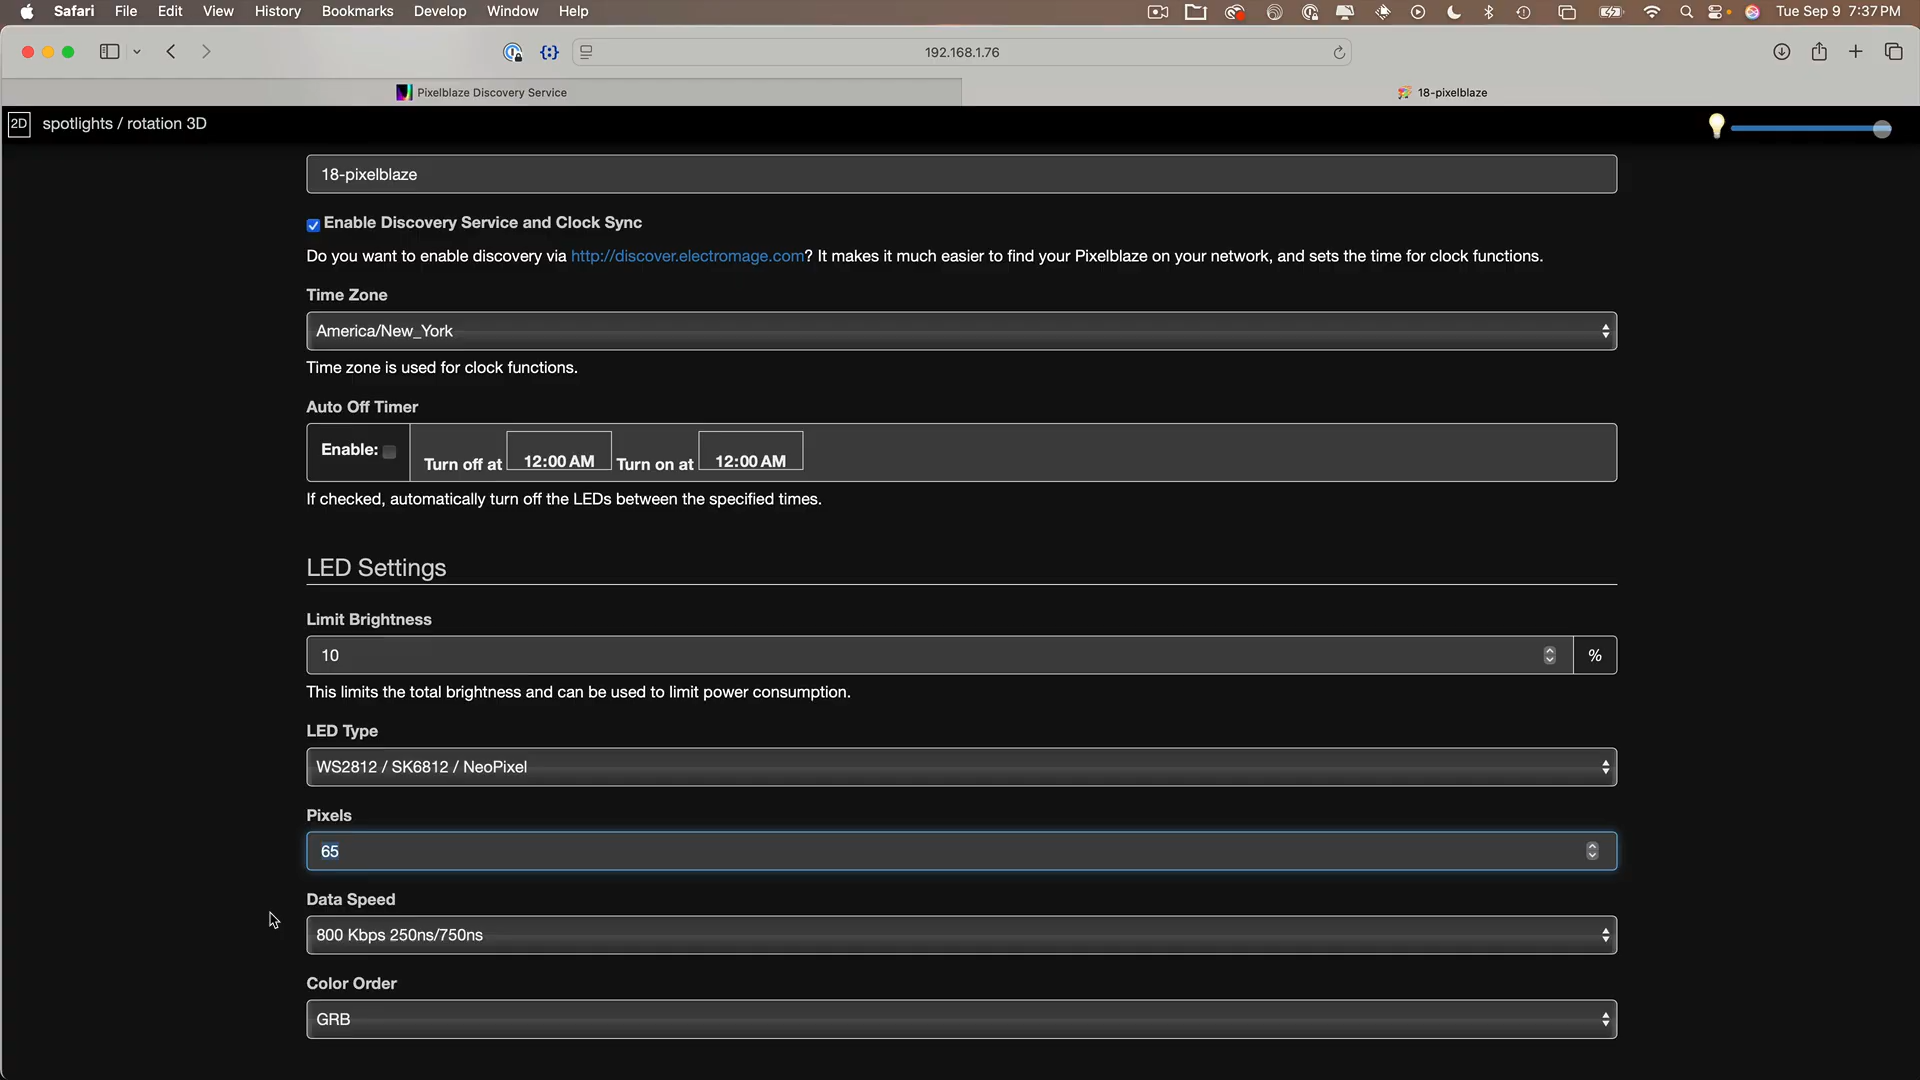 Safari File Edit View History Bookmarks Develop Window Help Tue Sep 9 7:37 PM
192.168.1.76
Pixelblaze Discovery Service 18-pixelblaze
2D spotlights / rotation 3D
18-pixelblaze
Enable Discovery Service and Clock Sync
Do you want to enable discovery via http://discover.electromage.com? It makes it much easier to find your Pixelblaze on your network, and sets the time for clock functions.
Time Zone
America/New_York
Time zone is used for clock functions.
Auto Off Timer
Enable: Turn off at 12:00 AM Turn on at 12:00 AM
If checked, automatically turn off the LEDs between the specified times.
LED Settings
Limit Brightness
10 %
This limits the total brightness and can be used to limit power consumption.
LED Type
WS2812 / SK6812 / NeoPixel
Pixels
65
Data Speed
800 Kbps 250ns/750ns
Color Order
GRB